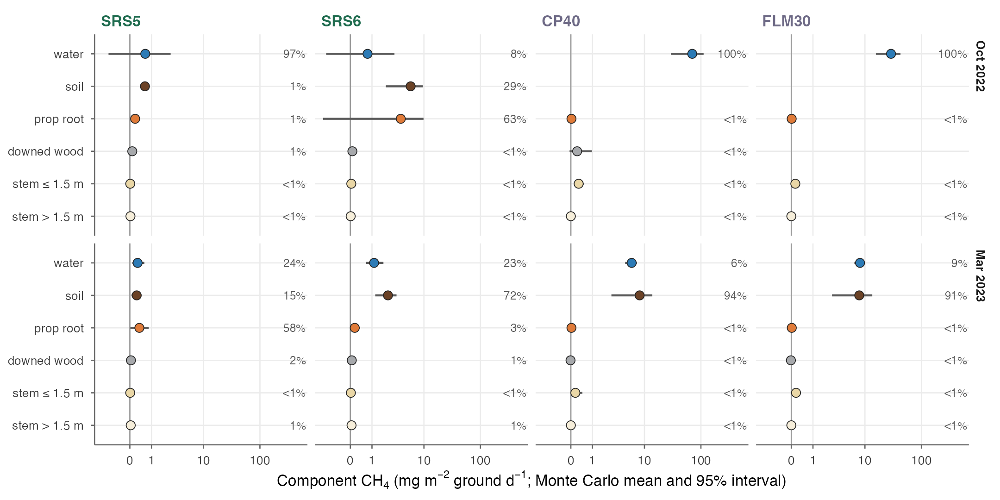 SRS5 SRS6 CP40 FLM30
Oct 2022
water 97% 8% 100% 100%
soil 1% 29%
prop root 1% 63% <1% <1%
downed wood 1% <1% <1%
stem ≤ 1.5 m <1% <1% <1% <1%
stem > 1.5 m <1% <1% <1% <1%
Mar 2023
water 24% 23% 6% 9%
soil 15% 72% 94% 91%
prop root 58% 3% <1% <1%
downed wood 2% 1% <1% <1%
stem ≤ 1.5 m <1% <1% <1% <1%
stem > 1.5 m 1% 1% <1% <1%
0 1 10 100 0 1 10 100 0 1 10 100 0 1 10 100
Component CH₄ (mg m⁻² ground d⁻¹; Monte Carlo mean and 95% interval)